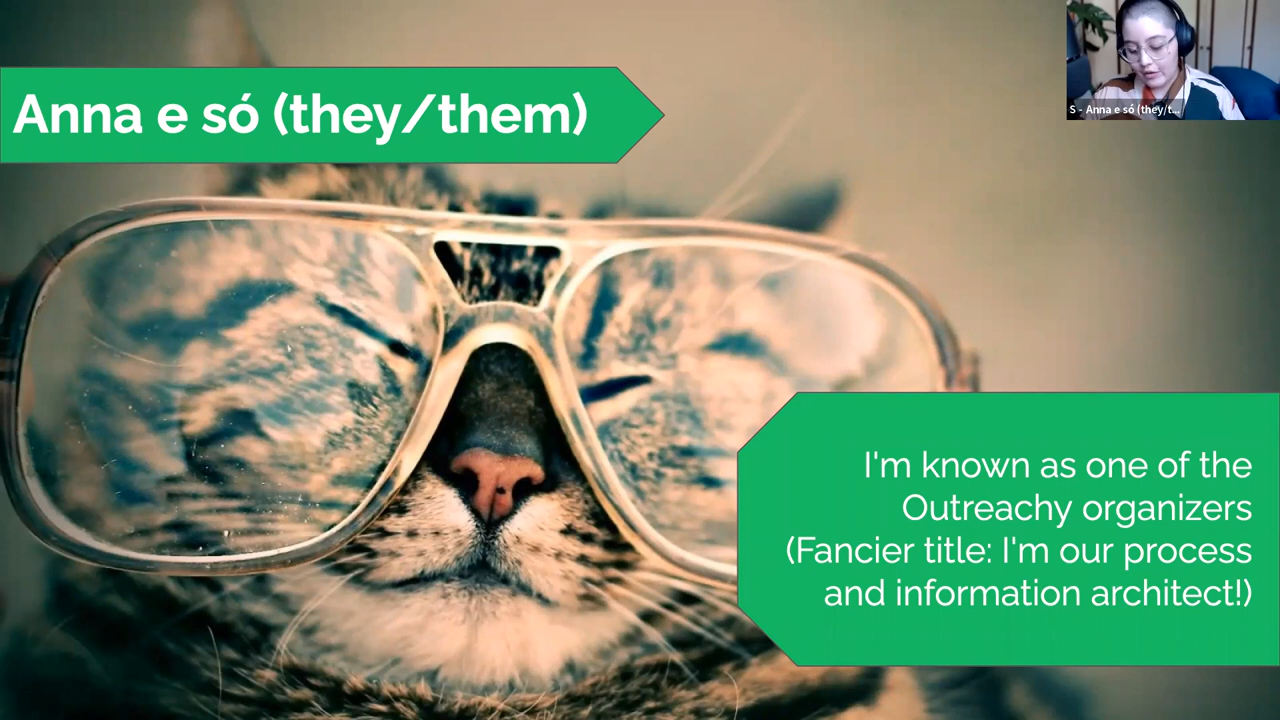 Anna e só (they/them)
S - Anna e só (they/t...
I'm known as one of the
Outreachy organizers
(Fancier title: I'm our process
and information architect!)